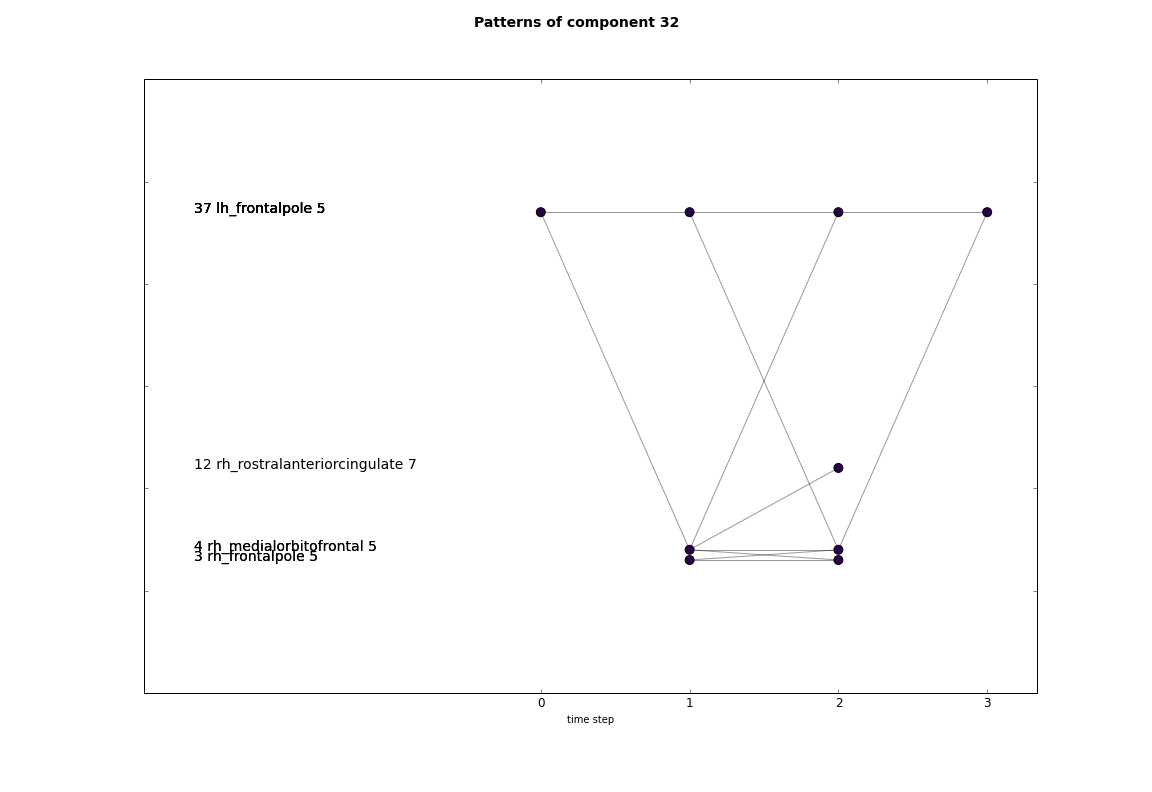 Patterns of component 32
37 lh_frontalpole 5
12 rh_rostralanteriorcingulate 7
4 rh_medialorbitofrontal 5
3 rh_frontalpole 5
0 1 2 3
time step